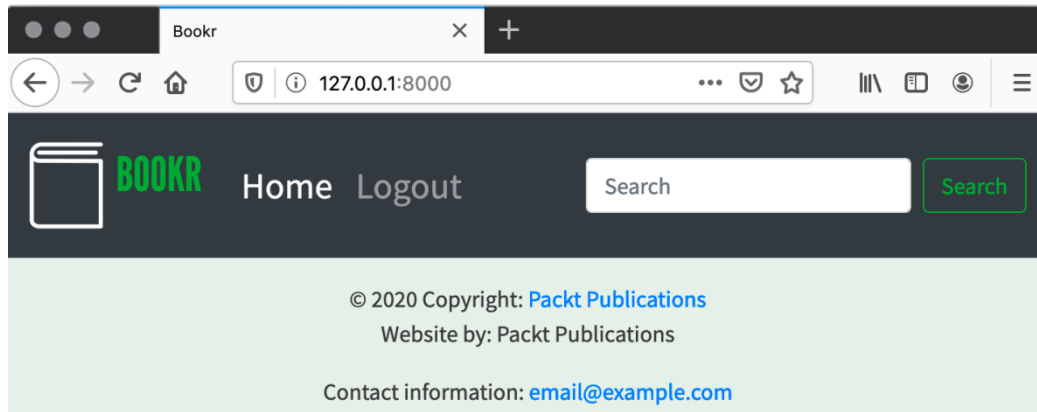 Bookr
127.0.0.1:8000
BOOKR Home Logout Search Search
© 2020 Copyright: Packt Publications
Website by: Packt Publications
Contact information: email@example.com